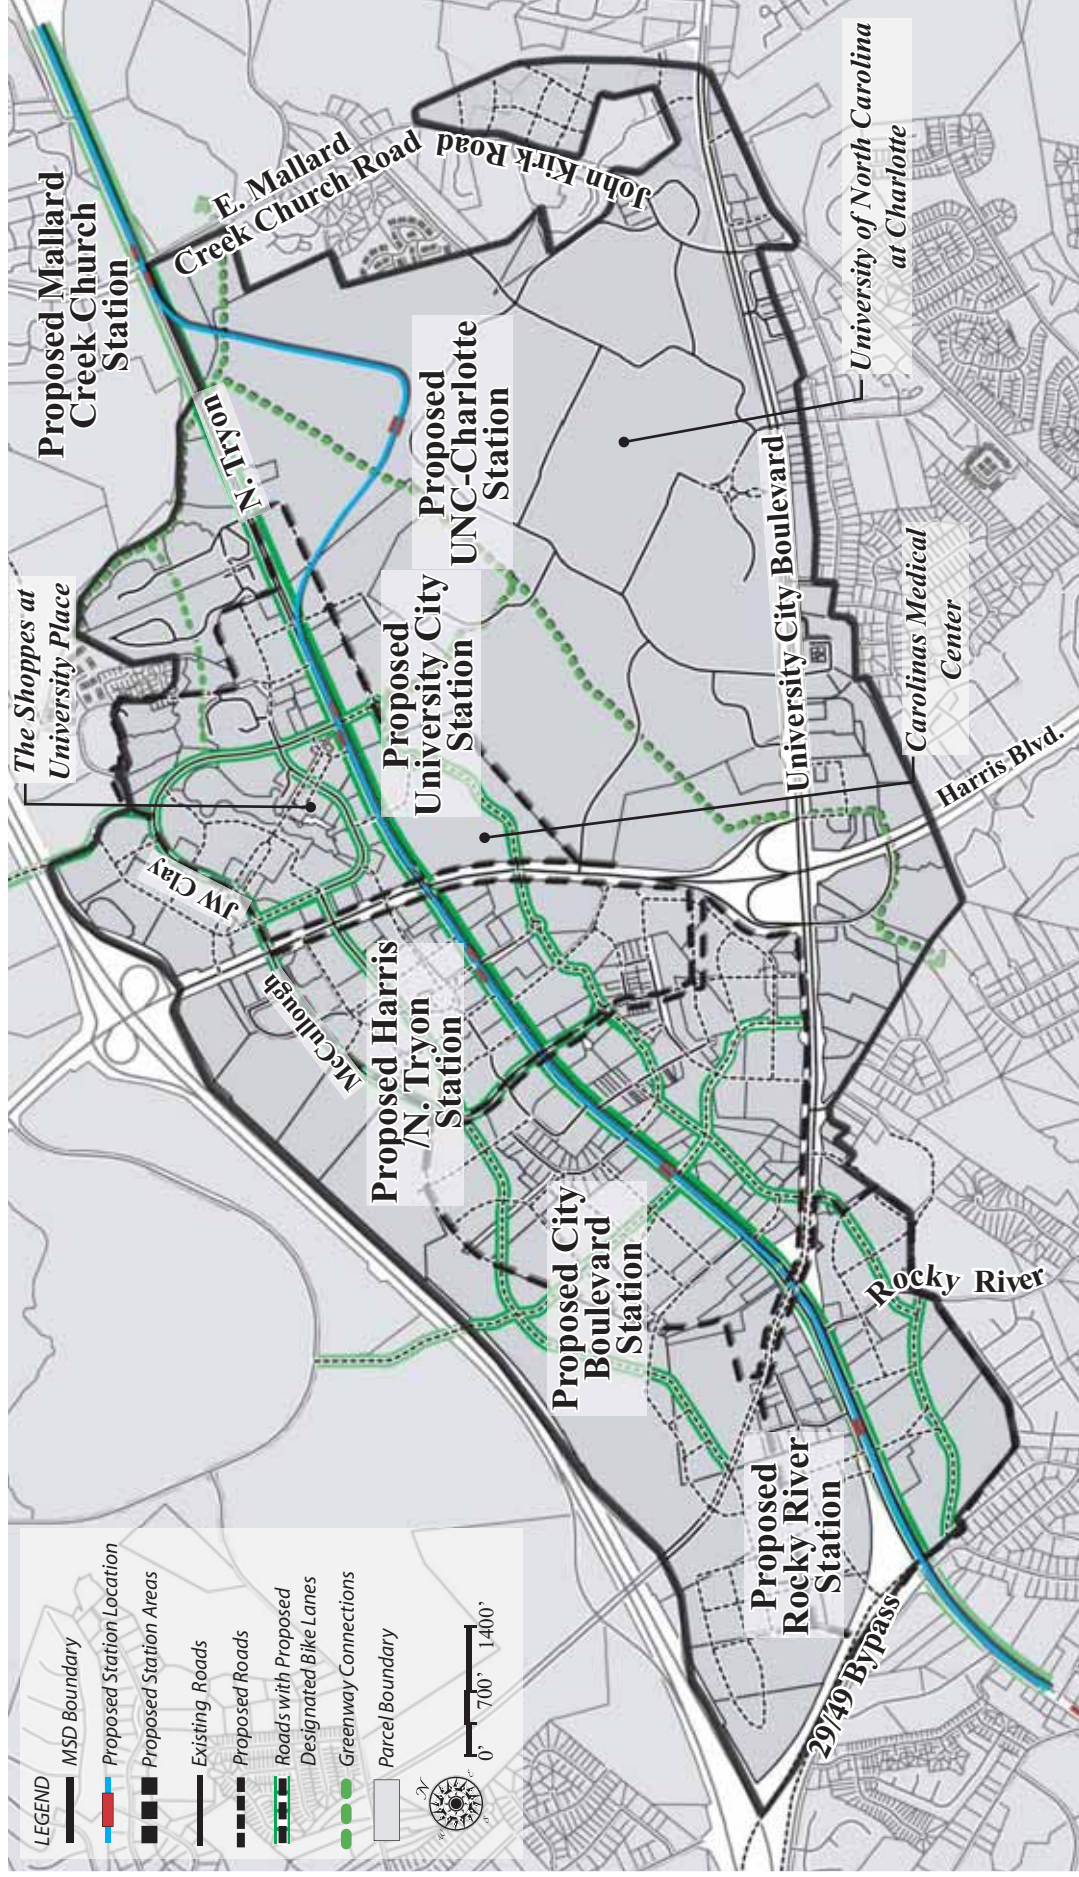 LEGEND
MSD Boundary
Proposed Station Location
Proposed Station Areas
Existing Roads
Proposed Roads
Roads with Proposed
Designated Bike Lanes
Greenway Connections
Parcel Boundary
0'
700'
1400'
N
The Shoppes at
University Place
Proposed Mallard
Creek Church
Station
E. Mallard
Creek Church Road
John Kirk Road
N. Tryon
JW Clay
McCullough
Proposed
University City
Station
Proposed
UNC-Charlotte
Station
Proposed Harris
/N. Tryon
Station
Proposed City
Boulevard
Station
Proposed
Rocky River
Station
University City Boulevard
University of North Carolina
at Charlotte
Carolinas Medical
Center
Harris Blvd.
Rocky River
29/49 Bypass